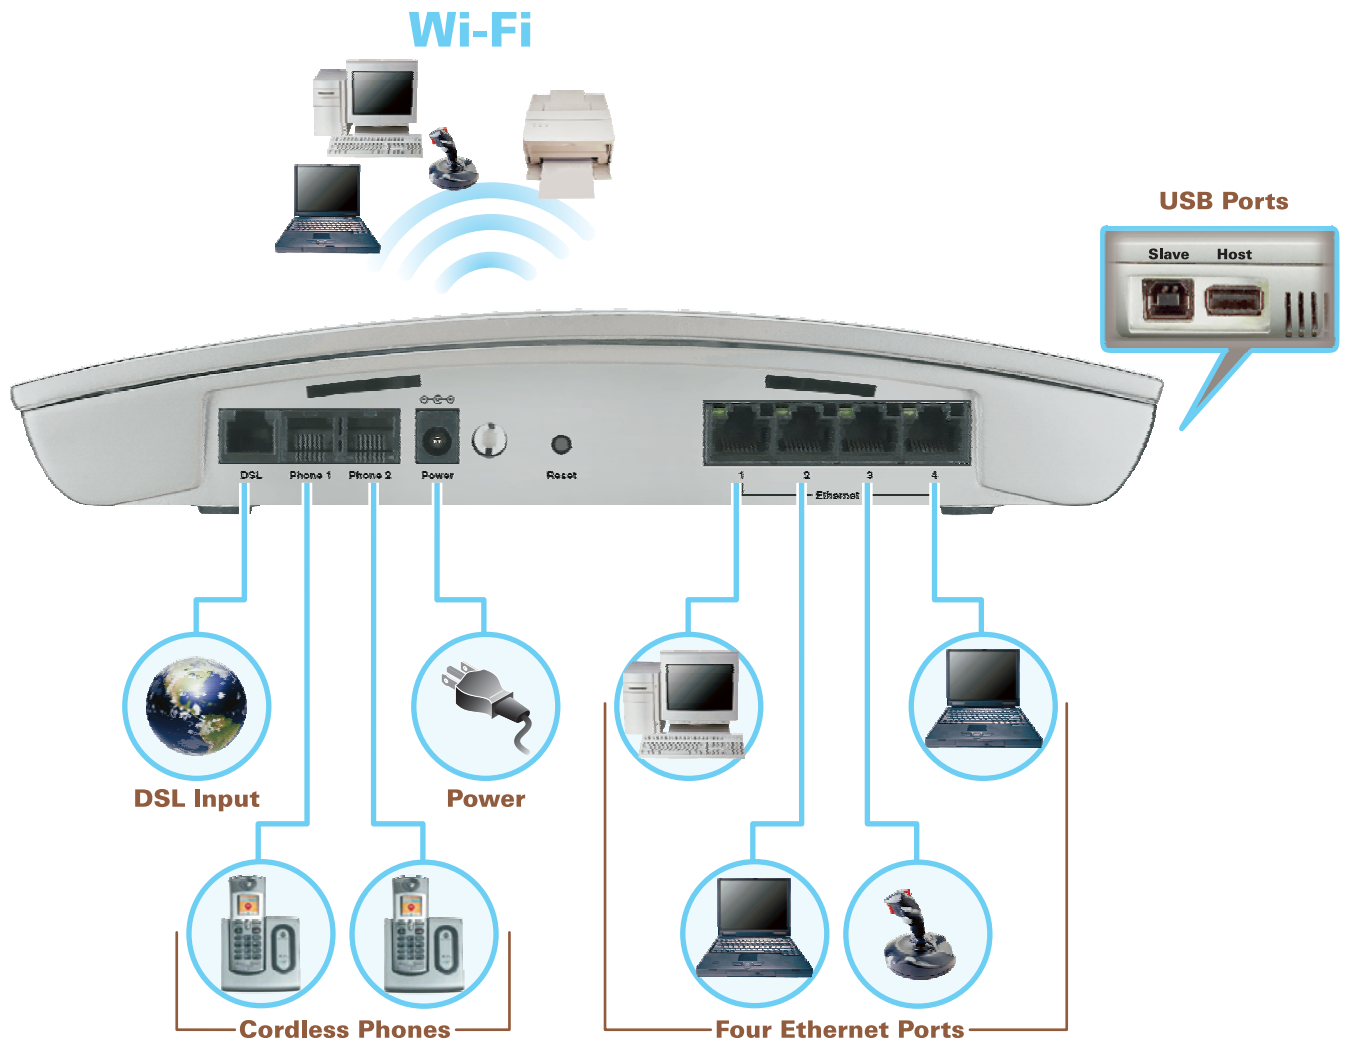 Wi-Fi
USB Ports
Slave Host
DSL Phone 1 Phone 2 Power Reset
1 2 3 4
Ethernet
DSL Input
Power
Cordless Phones
Four Ethernet Ports